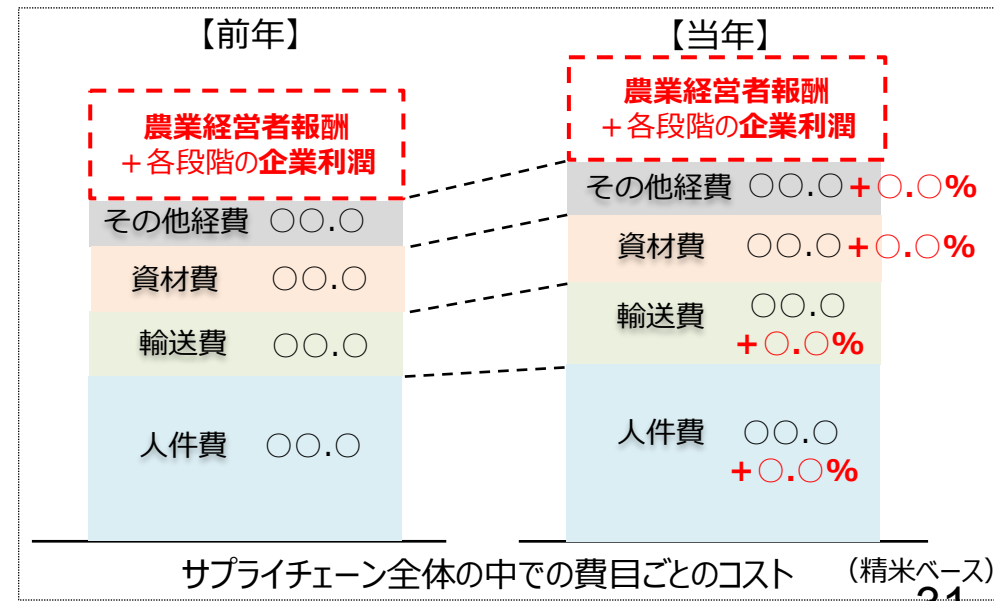 【前年】
農業経営者報酬
＋各段階の企業利潤
その他経費 ○○.○
資材費 ○○.○
輸送費 ○○.○
人件費 ○○.○
【当年】
農業経営者報酬
＋各段階の企業利潤
その他経費 ○○.○＋○.○%
資材費 ○○.○＋○.○%
輸送費 ○○.○
＋○.○%
人件費 ○○.○
＋○.○%
サプライチェーン全体の中での費目ごとのコスト （精米ベース）